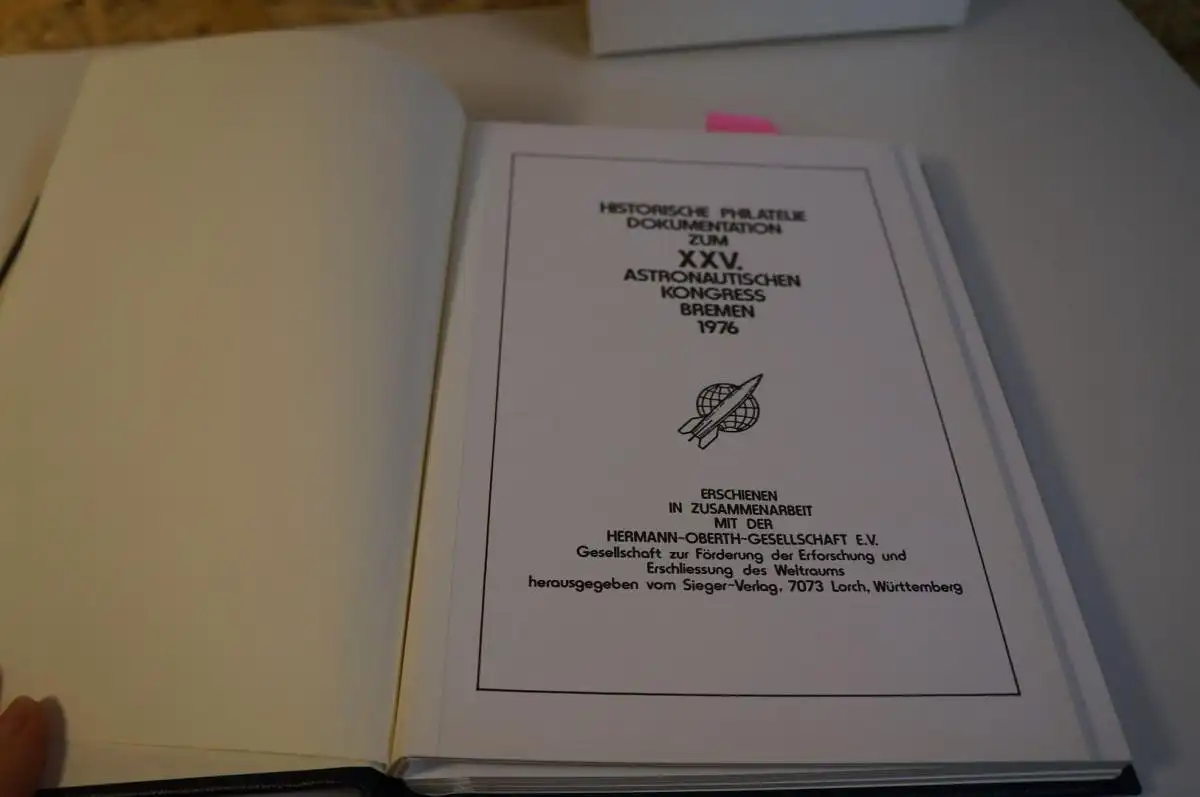 HISTORISCHE PHILATELIE
DOKUMENTATION
ZUM
XXV.
ASTRONAUTISCHEN
KONGRESS
BREMEN
1976
ERSCHIENEN
IN ZUSAMMENARBEIT
MIT DER
HERMANN-OBERTH-GESELLSCHAFT E.V.
Gesellschaft zur Förderung der Erforschung und
Erschliessung des Weltraums
herausgegeben vom Sieger-Verlag, 7073 Lorch, Württemberg